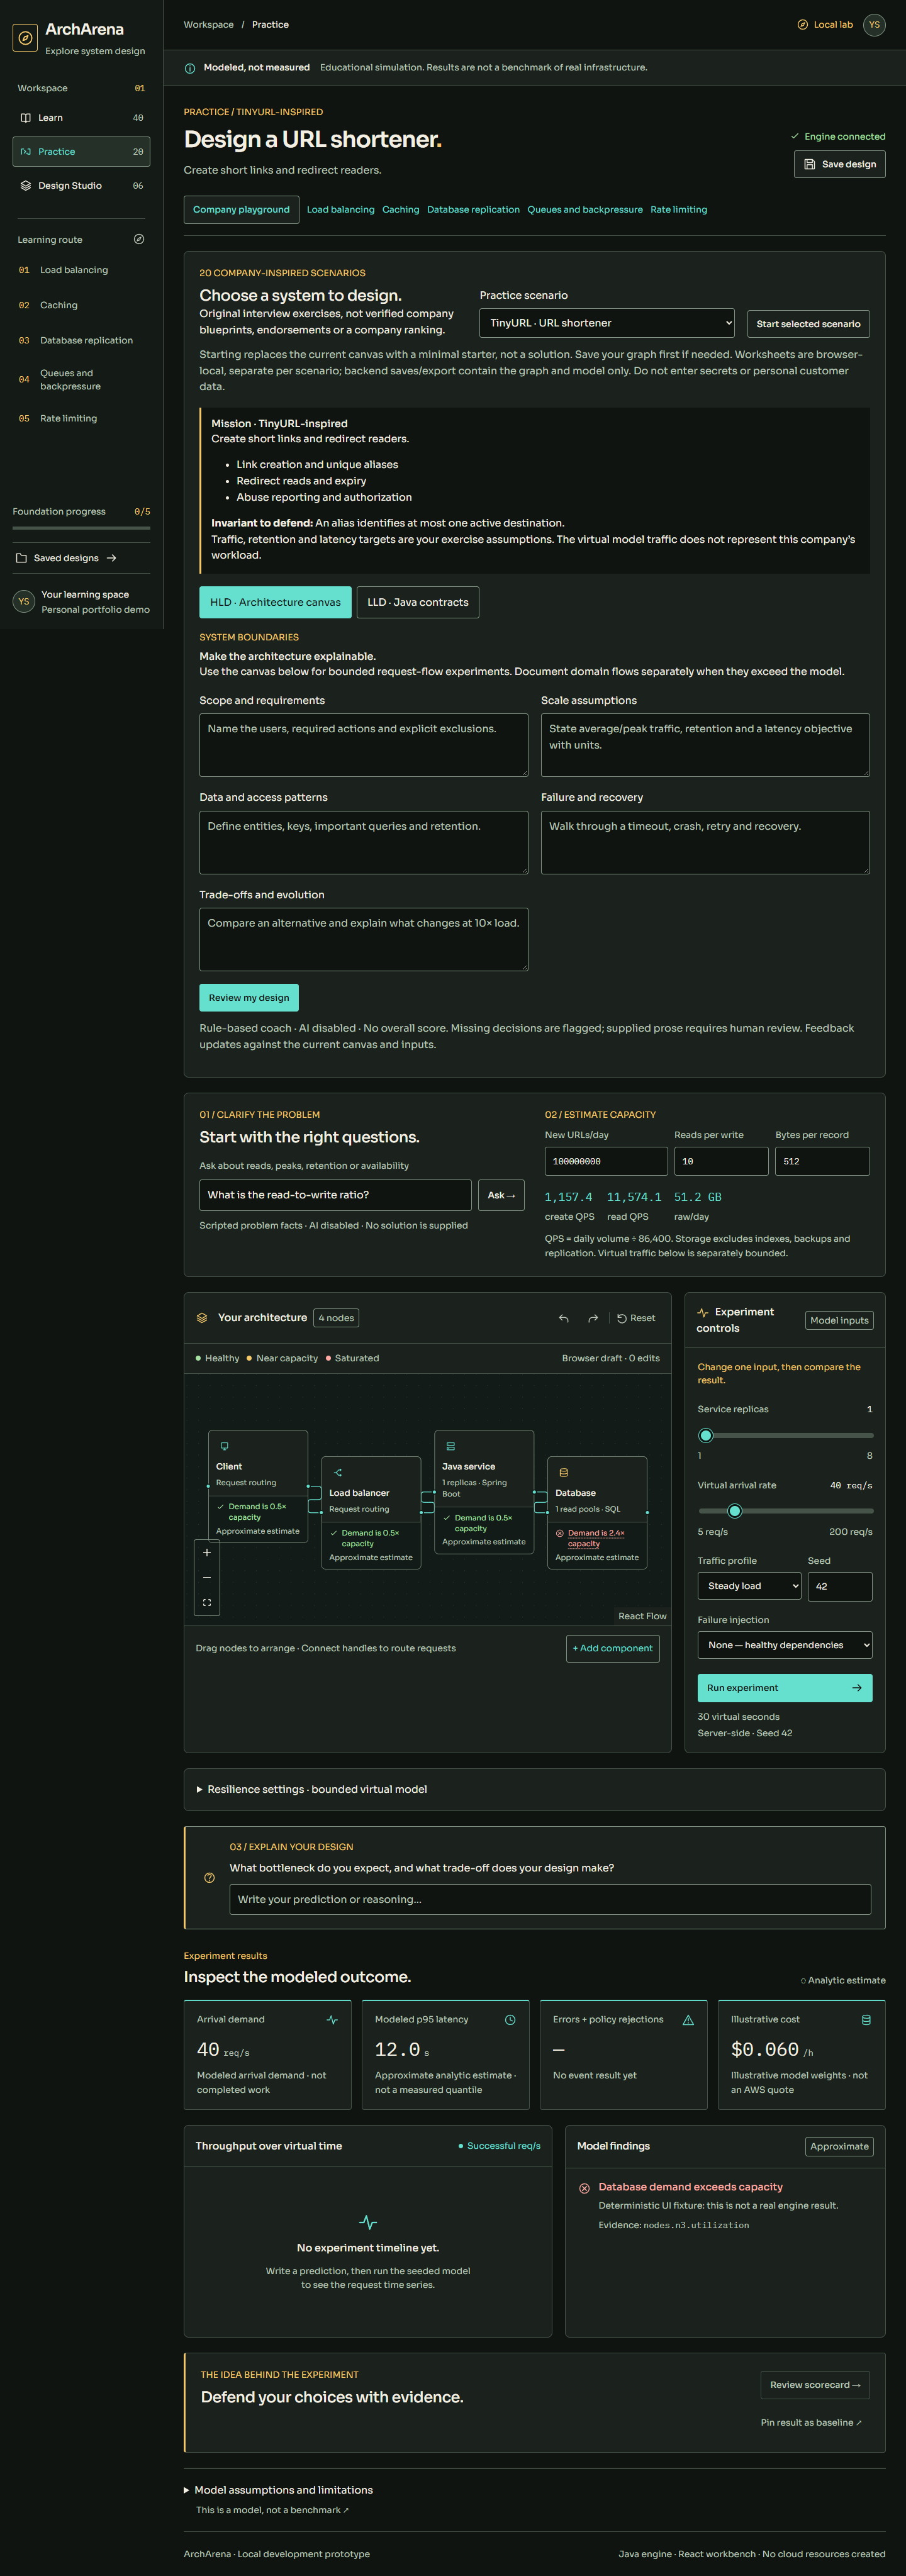 ArchArena
Explore system design
Workspace 01
Learn 40
Practice 20
Design Studio 06
Learning route
01 Load balancing
02 Caching
03 Database replication
04 Queues and
backpressure
05 Rate limiting
Foundation progress 0/5
Saved designs →
YS Your learning space
Personal portfolio demo
Workspace / Practice
Local lab YS
Modeled, not measured Educational simulation. Results are not a benchmark of real infrastructure.
PRACTICE / TINYURL-INSPIRED
Design a URL shortener.
Create short links and redirect readers.
Engine connected
Save design
Company playground Load balancing Caching Database replication Queues and backpressure Rate limiting
20 COMPANY-INSPIRED SCENARIOS
Choose a system to design.
Original interview exercises, not verified company
blueprints, endorsements or a company ranking.
Practice scenario
TinyURL · URL shortener
Start selected scenario
Starting replaces the current canvas with a minimal starter, not a solution. Save your graph first if needed. Worksheets are browser-
local, separate per scenario; backend saves/export contain the graph and model only. Do not enter secrets or personal customer
data.
Mission · TinyURL-inspired
Create short links and redirect readers.
• Link creation and unique aliases
• Redirect reads and expiry
• Abuse reporting and authorization
Invariant to defend: An alias identifies at most one active destination.
Traffic, retention and latency targets are your exercise assumptions. The virtual model traffic does not represent this company's
workload.
HLD · Architecture canvas LLD · Java contracts
SYSTEM BOUNDARIES
Make the architecture explainable.
Use the canvas below for bounded request-flow experiments. Document domain flows separately when they exceed the model.
Scope and requirements
Name the users, required actions and explicit exclusions.
Scale assumptions
State average/peak traffic, retention and a latency objective
with units.
Data and access patterns
Define entities, keys, important queries and retention.
Failure and recovery
Walk through a timeout, crash, retry and recovery.
Trade-offs and evolution
Compare an alternative and explain what changes at 10× load.
Review my design
Rule-based coach · AI disabled · No overall score. Missing decisions are flagged; supplied prose requires human review. Feedback
updates against the current canvas and inputs.
01 / CLARIFY THE PROBLEM
Start with the right questions.
Ask about reads, peaks, retention or availability
What is the read-to-write ratio?
Ask →
Scripted problem facts · AI disabled · No solution is supplied
02 / ESTIMATE CAPACITY
New URLs/day Reads per write Bytes per record
100000000 10 512
1,157.4 11,574.1 51.2 GB
create QPS read QPS raw/day
QPS = daily volume ÷ 86,400. Storage excludes indexes, backups and
replication. Virtual traffic below is separately bounded.
Your architecture 4 nodes
Reset
Healthy Near capacity Saturated
Browser draft · 0 edits
Client
Request routing
Demand is 0.5×
capacity
Approximate estimate
Load balancer
Request routing
Demand is 0.5×
capacity
Approximate estimate
Java service
1 replicas · Spring
Boot
Demand is 0.5×
capacity
Approximate estimate
Database
1 read pools · SQL
Demand is 2.4×
capacity
Approximate estimate
React Flow
Drag nodes to arrange · Connect handles to route requests
+ Add component
Experiment
controls
Model inputs
Change one input, then compare the
result.
Service replicas 1
1 8
Virtual arrival rate 40 req/s
5 req/s 200 req/s
Traffic profile Seed
Steady load 42
Failure injection
None — healthy dependencies
Run experiment →
30 virtual seconds
Server-side · Seed 42
Resilience settings · bounded virtual model
03 / EXPLAIN YOUR DESIGN
What bottleneck do you expect, and what trade-off does your design make?
Write your prediction or reasoning...
Experiment results
Inspect the modeled outcome.
○ Analytic estimate
Arrival demand
40 req/s
Modeled arrival demand · not
completed work
Modeled p95 latency
12.0 s
Approximate analytic estimate ·
not a measured quantile
Errors + policy rejections
—
No event result yet
Illustrative cost
$0.060 /h
Illustrative model weights · not
an AWS quote
Throughput over virtual time
Successful req/s
No experiment timeline yet.
Write a prediction, then run the seeded model
to see the request time series.
Model findings
Approximate
Database demand exceeds capacity
Deterministic UI fixture: this is not a real engine result.
Evidence: nodes.n3.utilization
THE IDEA BEHIND THE EXPERIMENT
Defend your choices with evidence.
Review scorecard →
Pin result as baseline ↗
Model assumptions and limitations
This is a model, not a benchmark ↗
ArchArena · Local development prototype
Java engine · React workbench · No cloud resources created